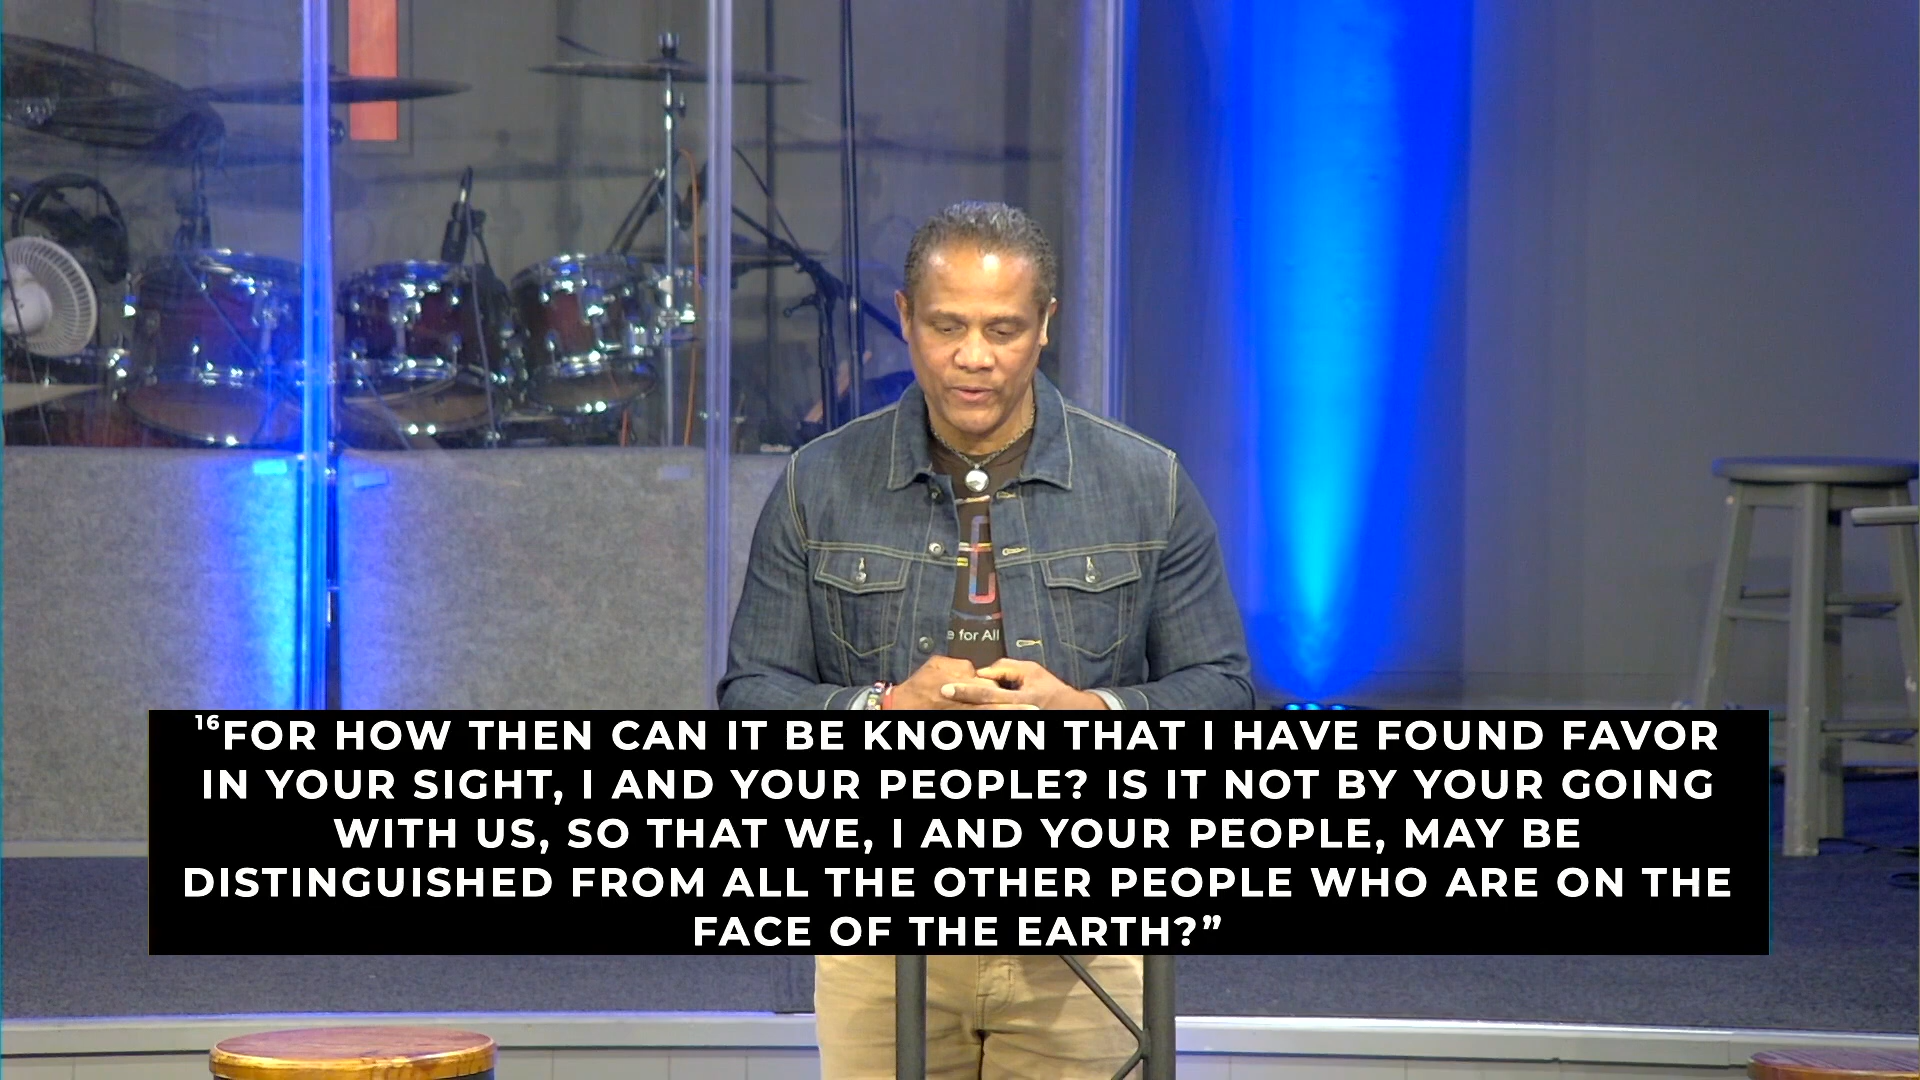 e for All
¹⁶FOR HOW THEN CAN IT BE KNOWN THAT I HAVE FOUND FAVOR
IN YOUR SIGHT, I AND YOUR PEOPLE? IS IT NOT BY YOUR GOING
WITH US, SO THAT WE, I AND YOUR PEOPLE, MAY BE
DISTINGUISHED FROM ALL THE OTHER PEOPLE WHO ARE ON THE
FACE OF THE EARTH?”